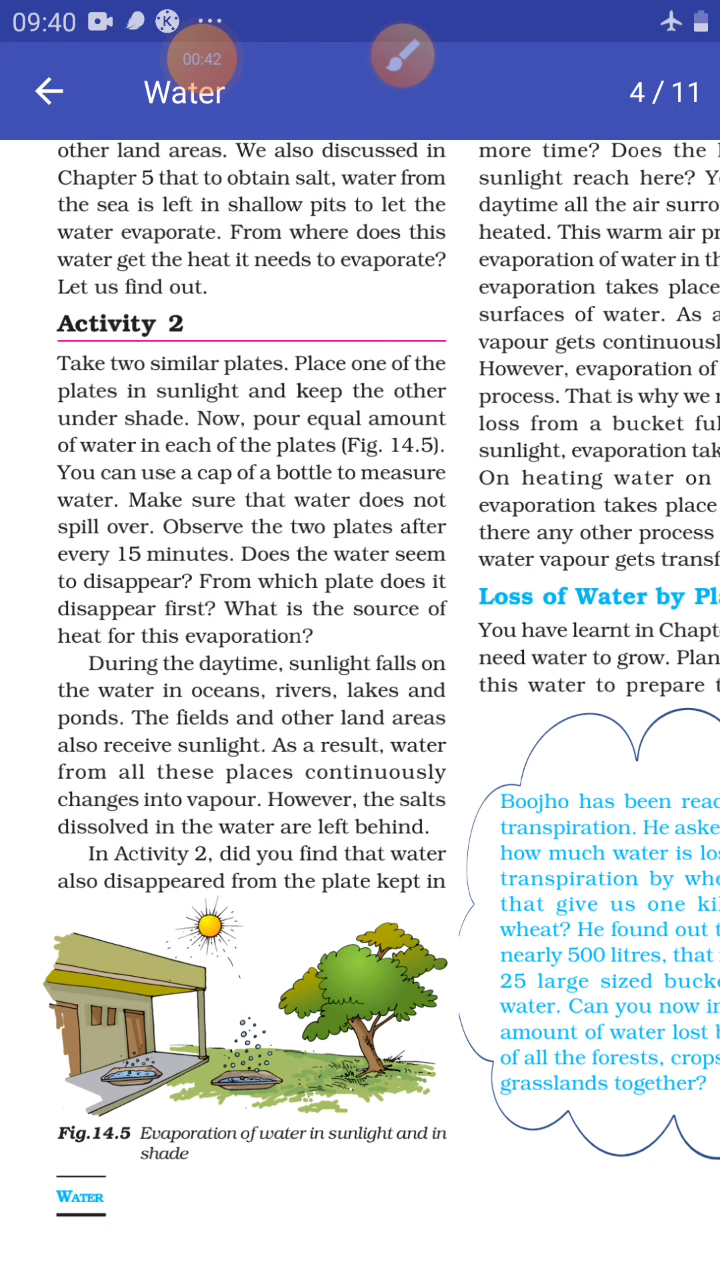 09:40
00:42
Water
4 / 11
other land areas. We also discussed in
Chapter 5 that to obtain salt, water from
the sea is left in shallow pits to let the
water evaporate. From where does this
water get the heat it needs to evaporate?
Let us find out.
Activity 2
Take two similar plates. Place one of the
plates in sunlight and keep the other
under shade. Now, pour equal amount
of water in each of the plates (Fig. 14.5).
You can use a cap of a bottle to measure
water. Make sure that water does not
spill over. Observe the two plates after
every 15 minutes. Does the water seem
to disappear? From which plate does it
disappear first? What is the source of
heat for this evaporation?
During the daytime, sunlight falls on
the water in oceans, rivers, lakes and
ponds. The fields and other land areas
also receive sunlight. As a result, water
from all these places continuously
changes into vapour. However, the salts
dissolved in the water are left behind.
In Activity 2, did you find that water
also disappeared from the plate kept in
Fig.14.5 Evaporation of water in sunlight and in
shade
WATER
more time? Does the
sunlight reach here?
daytime all the air
heated. This warm air
evaporation of water in
evaporation takes place
surfaces of water. As
vapour gets
However, evaporation of
process. That is why we
loss from a bucket
sunlight, evaporation
On heating water on
evaporation takes place
there any other process
water vapour gets
Loss of Water by
You have learnt in
need water to grow.
this water to prepare
Boojho has been
transpiration. He
how much water is
transpiration by
that give us one
wheat? He found out
nearly 500 litres, that
25 large sized
water. Can you now
amount of water lost
of all the forests, crops
grasslands together?